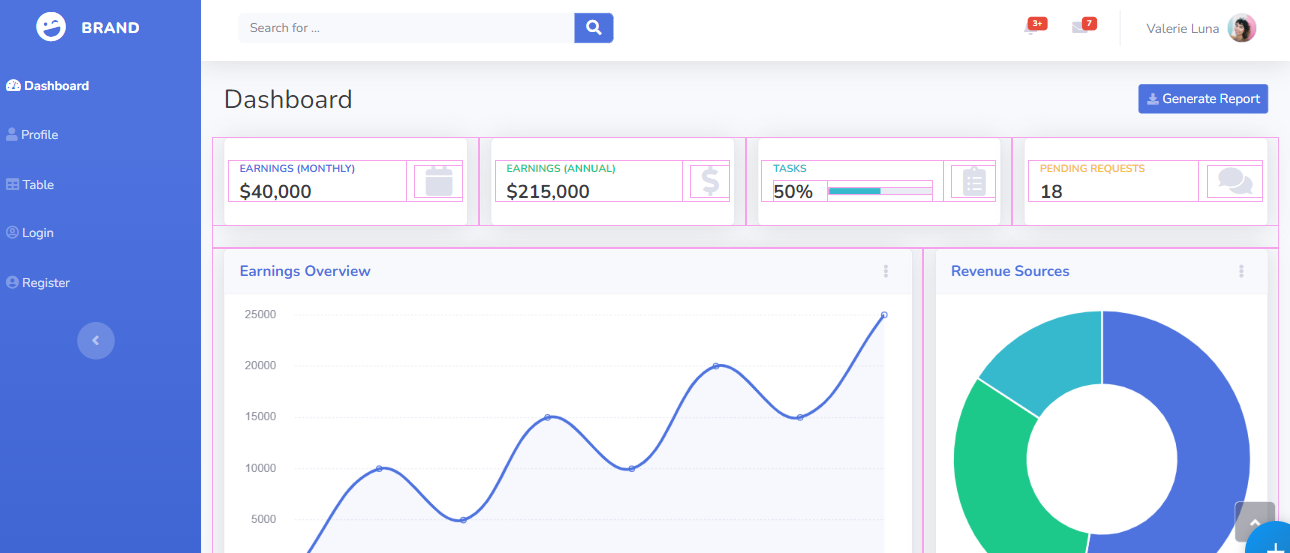 BRAND
Search for ...
3+
7
Valerie Luna
Dashboard
Profile
Table
Login
Register
Dashboard
Generate Report
EARNINGS (MONTHLY)
$40,000
EARNINGS (ANNUAL)
$215,000
TASKS
50%
PENDING REQUESTS
18
Earnings Overview
25000
20000
15000
10000
5000
Revenue Sources